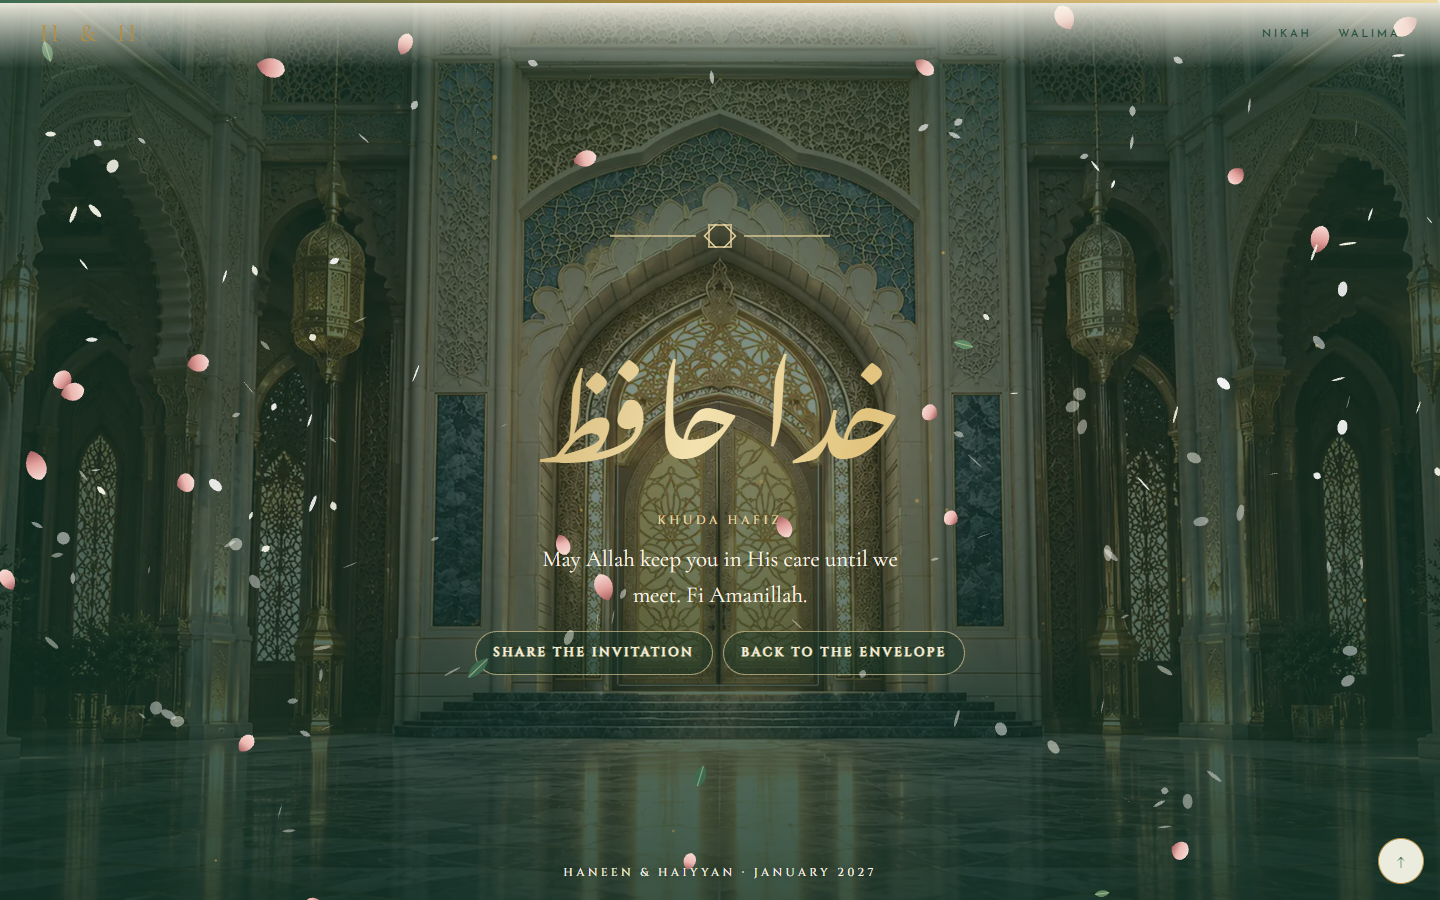 H & H
NIKAH WALIMA
خدا حافظ
KHUDA HAFIZ
May Allah keep you in His care until we
meet. Fi Amanillah.
SHARE THE INVITATION BACK TO THE ENVELOPE
HANEEN & HAIYYAN · JANUARY 2027
↑